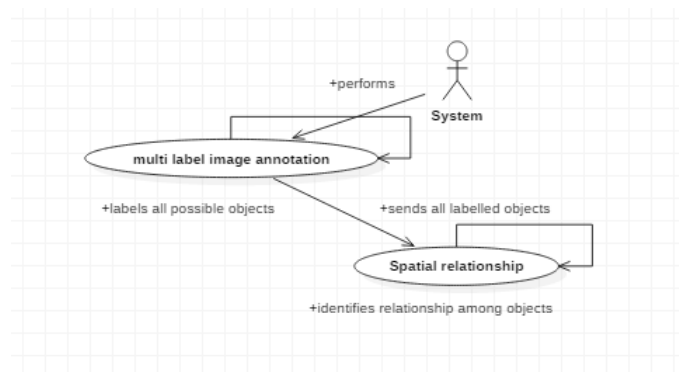 +performs
System
multi label image annotation
+labels all possible objects
+sends all labelled objects
Spatial relationship
+identifies relationship among objects